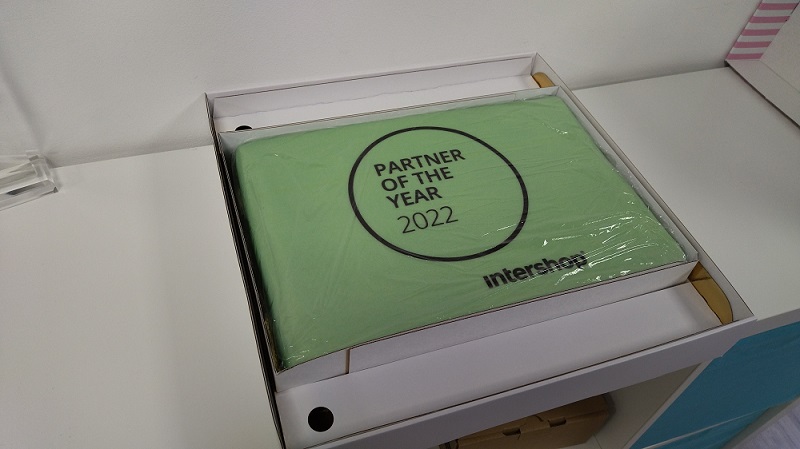 PARTNER
OF THE
YEAR
2022
intershop